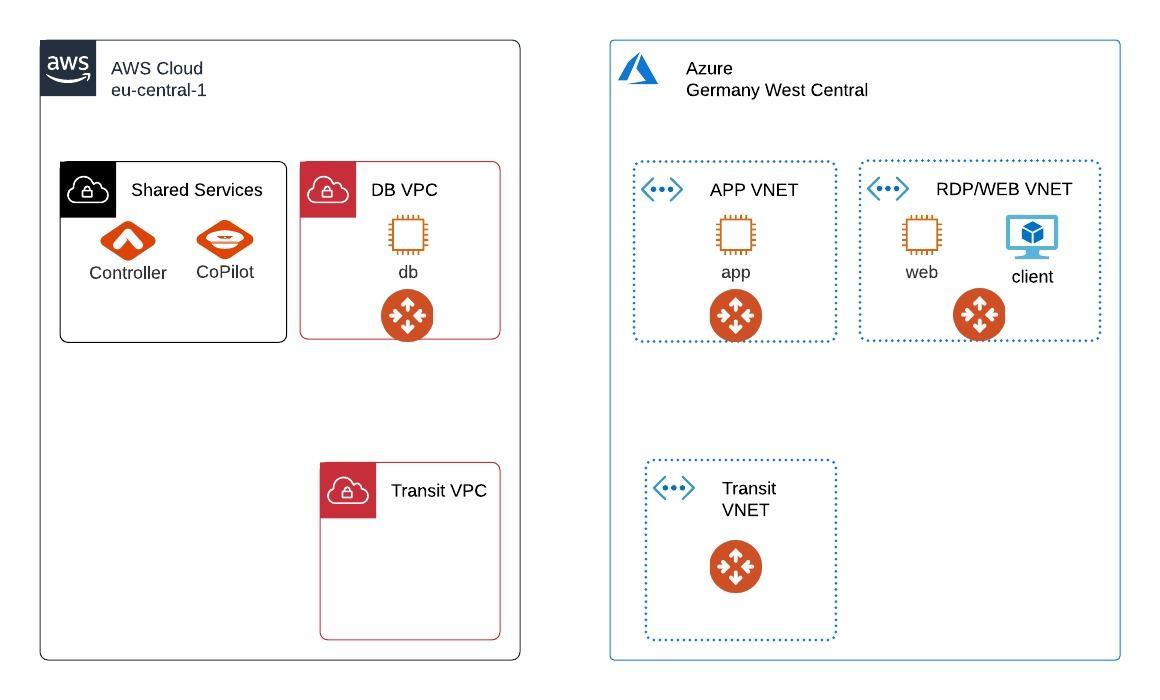 aws
AWS Cloud
eu-central-1
Shared Services
Controller
CoPilot
DB VPC
db
Transit VPC
Azure
Germany West Central
APP VNET
app
RDP/WEB VNET
web
client
Transit
VNET